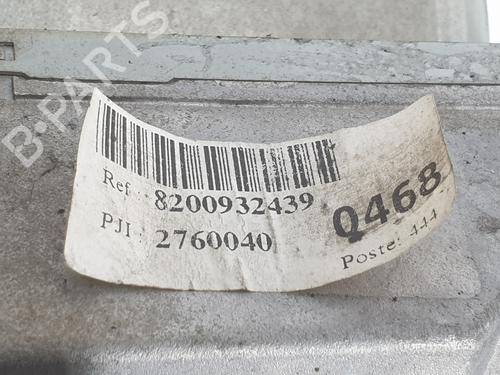 B-PARTS
Ref : 8200932439
PJI : 2760040
Q468
Poste: 444